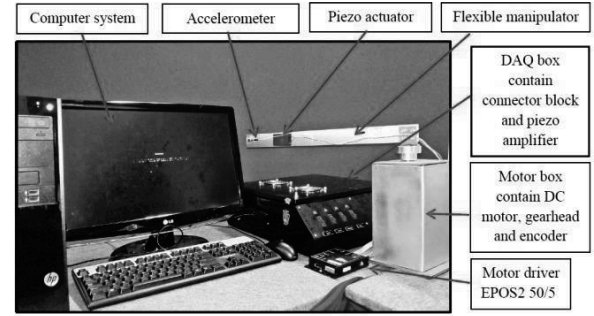 Computer system
Accelerometer
Piezo actuator
Flexible manipulator
DAQ box
contain
connector block
and piezo
amplifier
Motor box
contain DC
motor, gearhead
and encoder
Motor driver
EPOS2 50/5
LG
hp